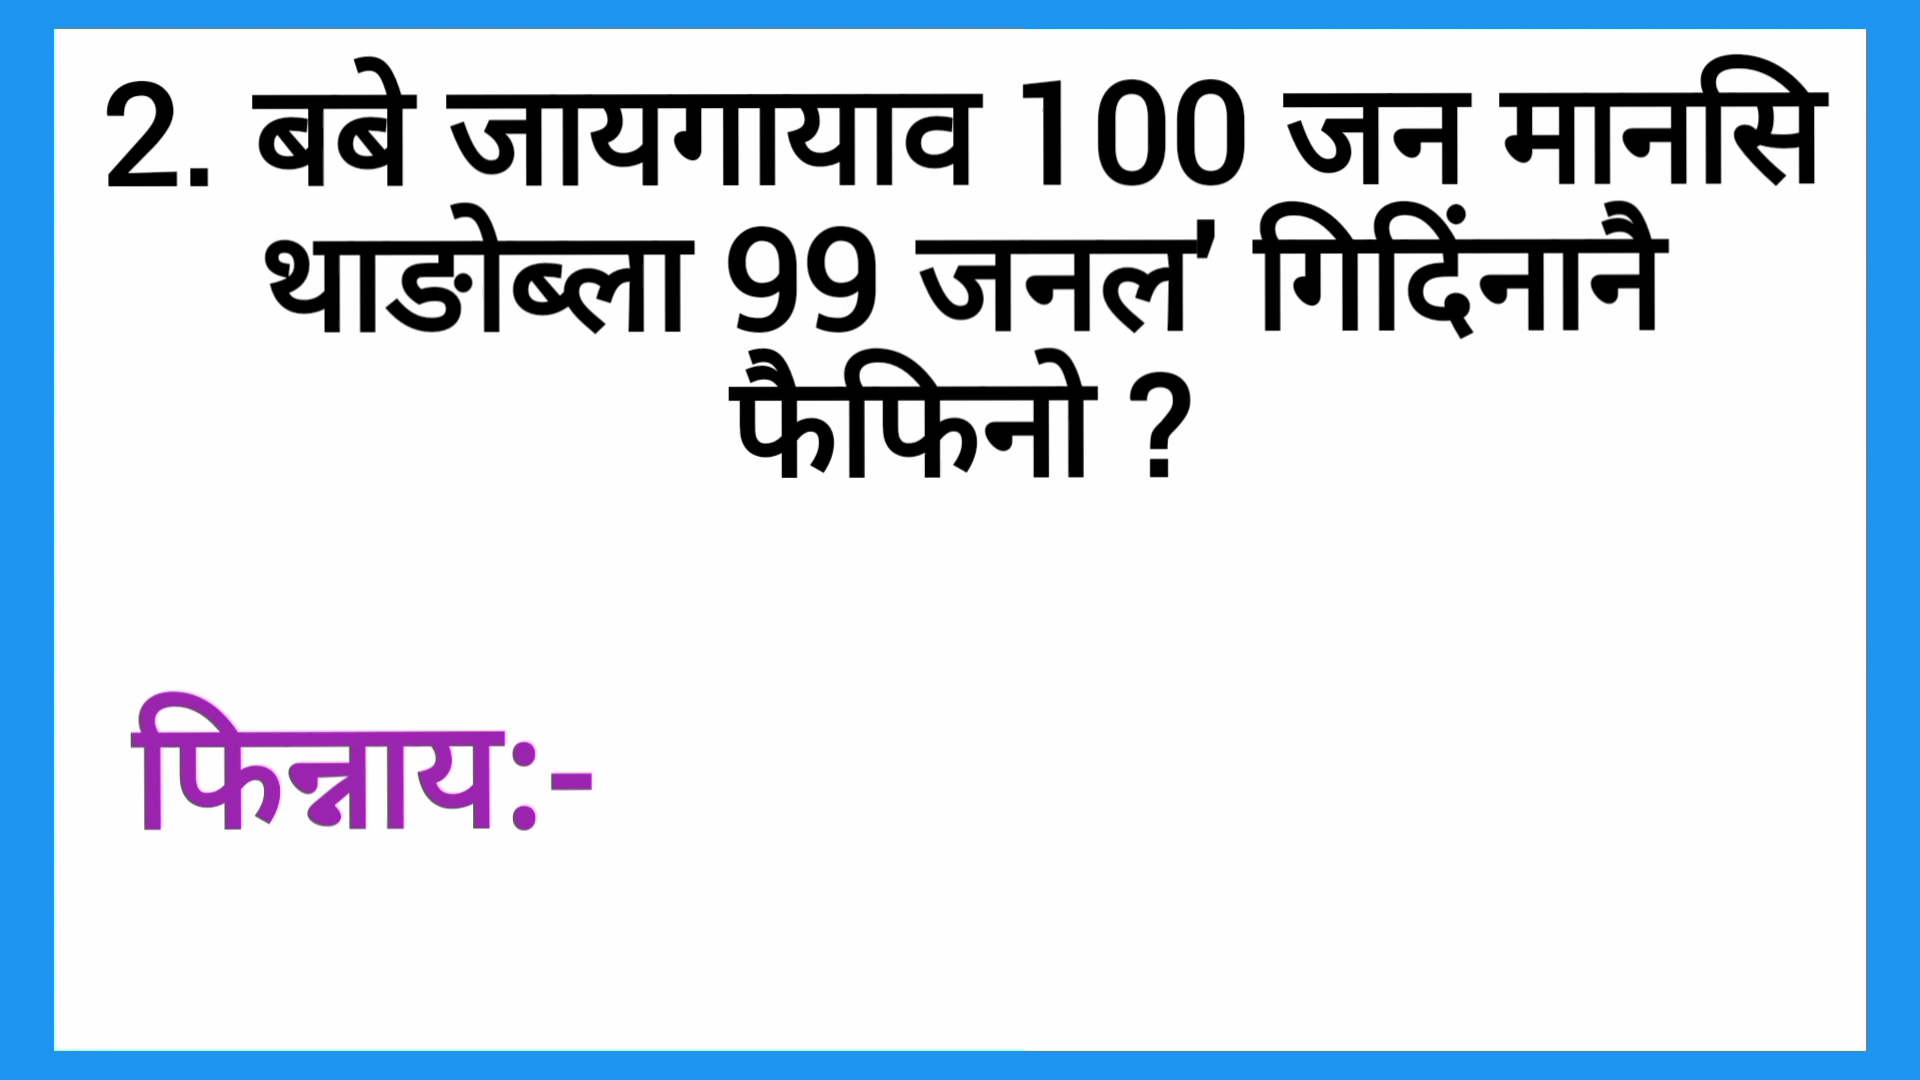 2. बबे जायगायाव 100 जन मानसि
थाङोब्ला 99 जनल' गिदिंनानै
फैफिनो ?
फिन्नाय:-